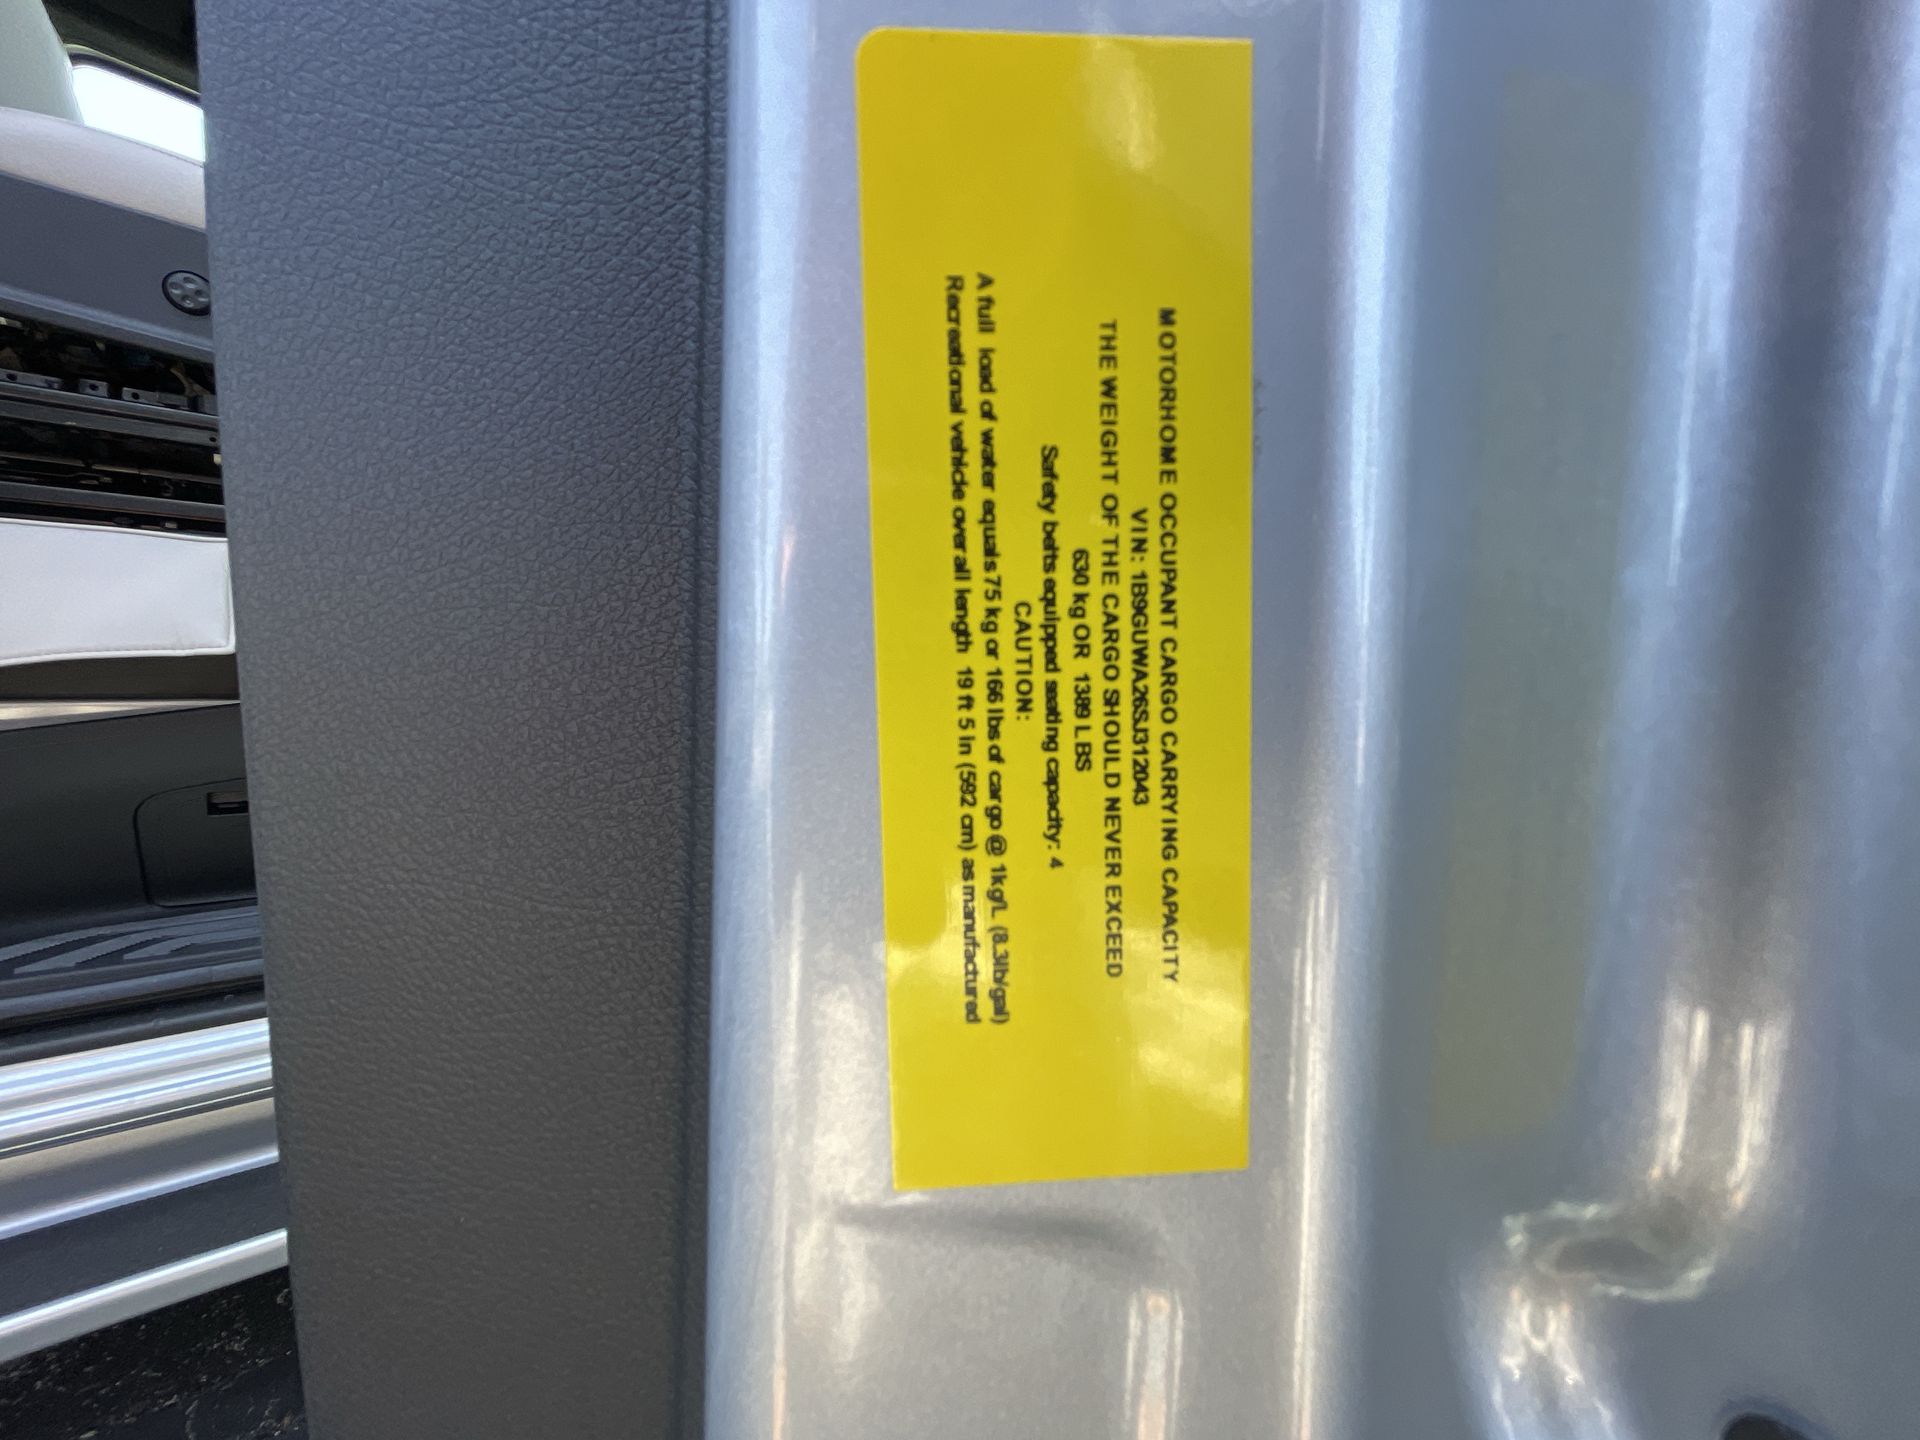 MOTORHOME OCCUPANT CARGO CARRYING CAPACITY
VIN: 1B9GUWA26SJ312043
THE WEIGHT OF THE CARGO SHOULD NEVER EXCEED
630 kg OR 1389 LBS
Safety belts equipped seating capacity: 4
CAUTION:
A full load of water equals 75 kg or 166 lbs of cargo @ 1kg/L (8.3lb/gal)
Recreational vehicle overall length 19 ft 5 in (592 cm) as manufactured